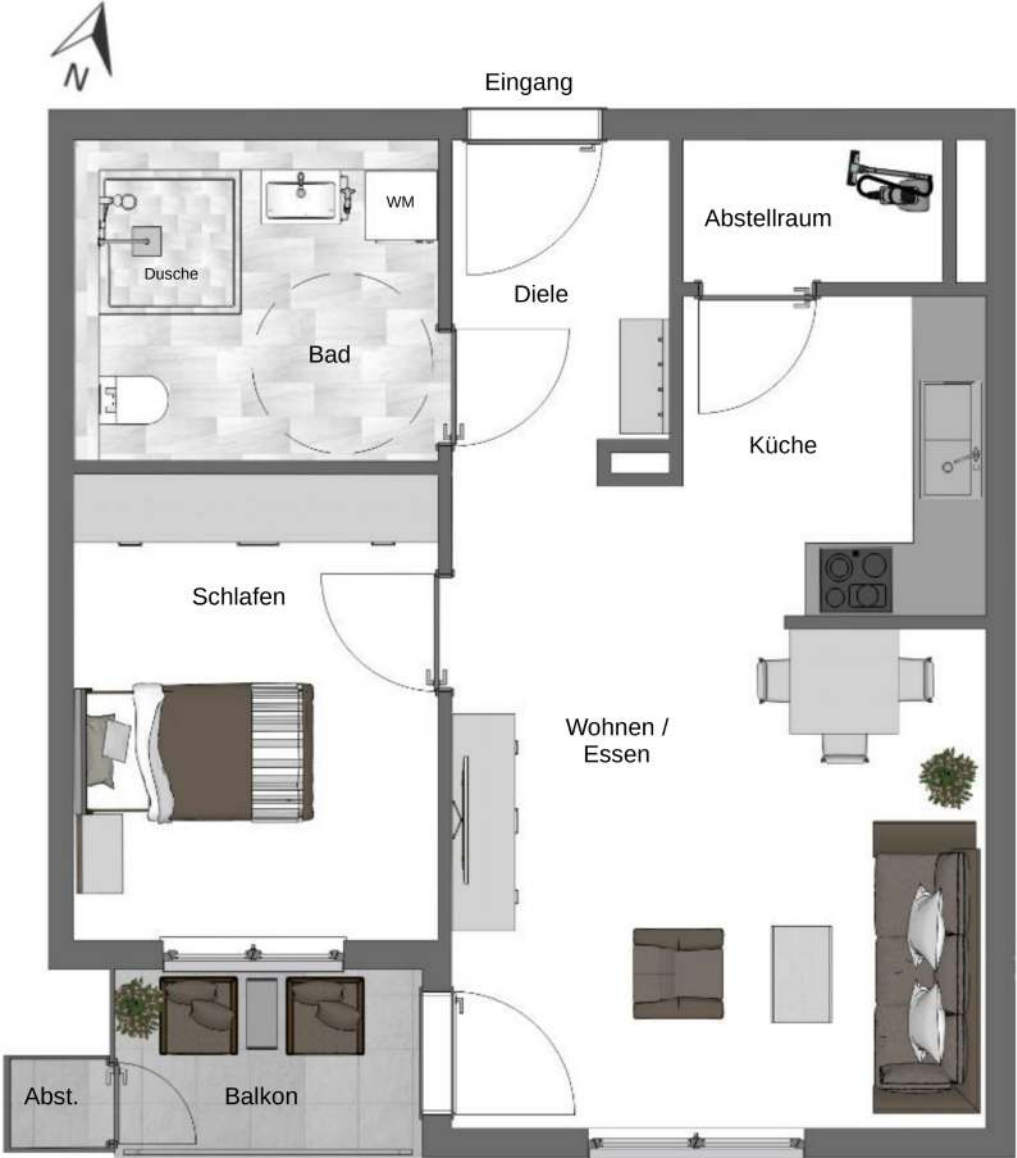 N
Eingang
WM
Abstellraum
Dusche
Diele
Bad
Küche
Schlafen
Wohnen /
Essen
Abst.
Balkon